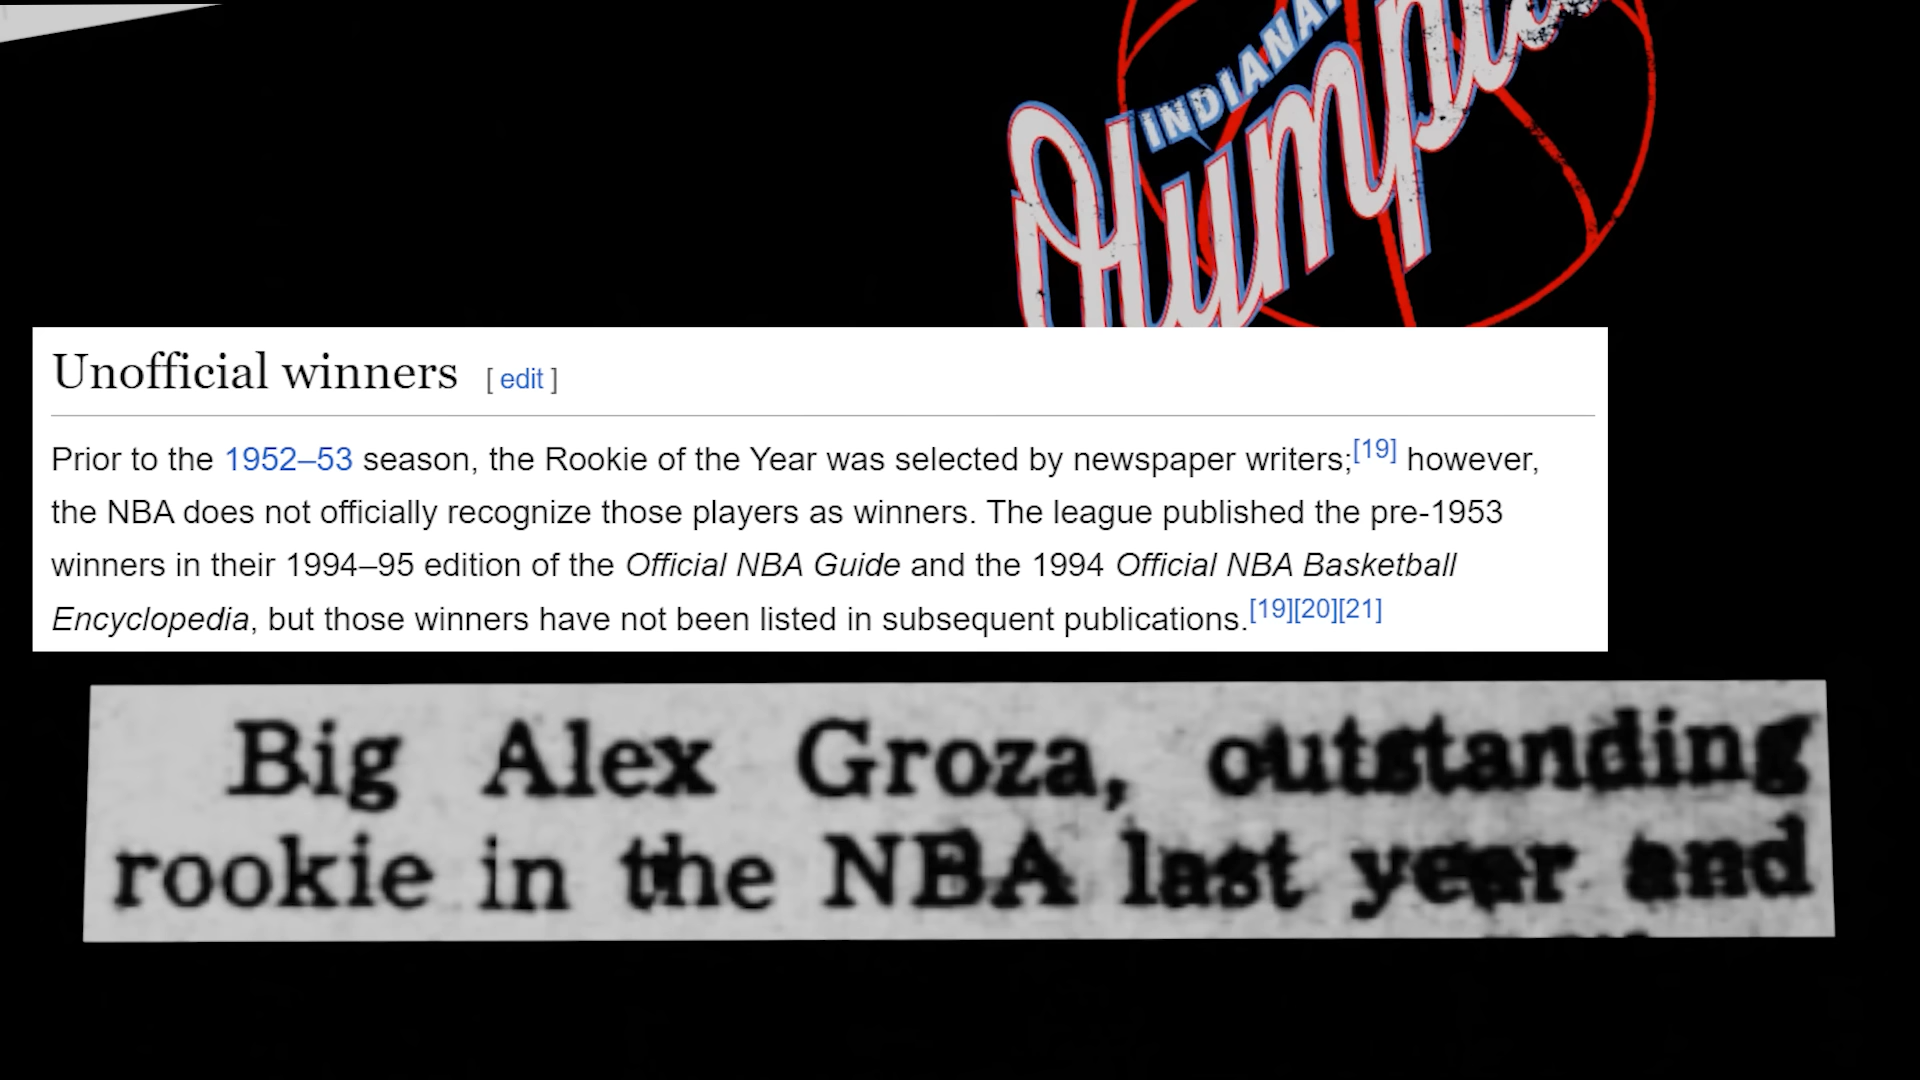 INDIANA
Olympi
Unofficial winners [ edit ]
Prior to the 1952–53 season, the Rookie of the Year was selected by newspaper writers;[19] however,
the NBA does not officially recognize those players as winners. The league published the pre-1953
winners in their 1994–95 edition of the Official NBA Guide and the 1994 Official NBA Basketball
Encyclopedia, but those winners have not been listed in subsequent publications.[19][20][21]
Big Alex Groza, outstanding
rookie in the NBA last year and